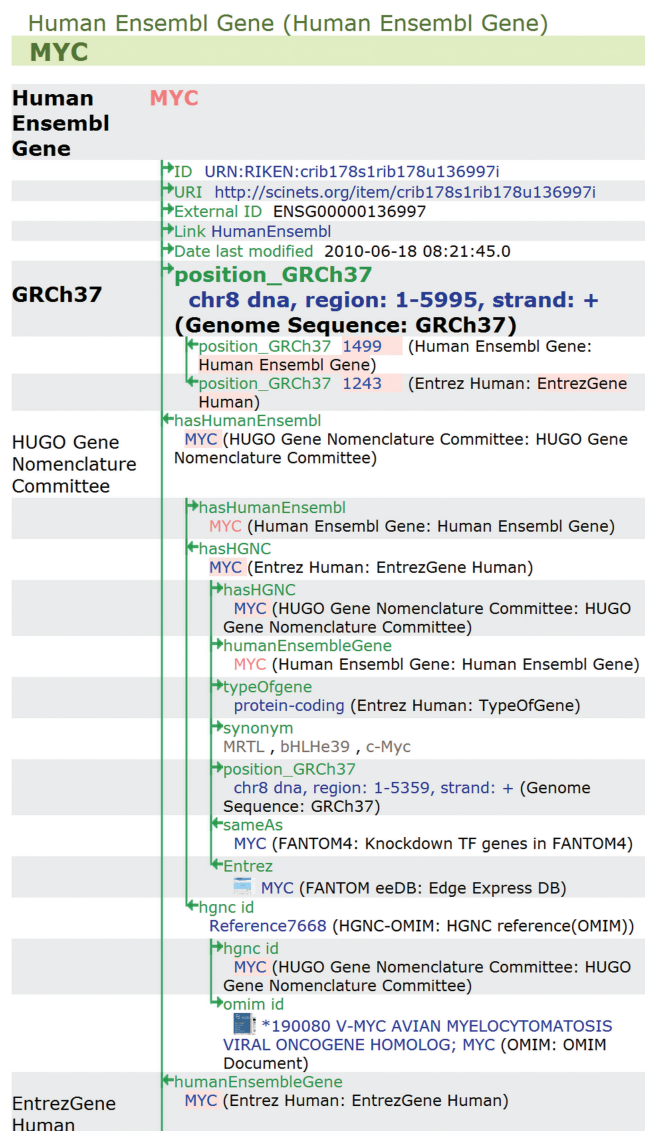 Human Ensembl Gene (Human Ensembl Gene)
MYC
Human Ensembl Gene
MYC
ID URN:RIKEN:crib178s1rib178u136997i
URI http://scinets.org/item/crib178s1rib178u136997i
External ID ENSG00000136997
Link HumanEnsembl
Date last modified 2010-06-18 08:21:45.0
GRCh37
position_GRCh37
chr8 dna, region: 1-5995, strand: +
(Genome Sequence: GRCh37)
position_GRCh37 1499 (Human Ensembl Gene:
Human Ensembl Gene)
position_GRCh37 1243 (Entrez Human: EntrezGene
Human)
HUGO Gene
Nomenclature
Committee
hasHumanEnsembl
MYC (HUGO Gene Nomenclature Committee: HUGO Gene
Nomenclature Committee)
hasHumanEnsembl
MYC (Human Ensembl Gene: Human Ensembl Gene)
hasHGNC
MYC (Entrez Human: EntrezGene Human)
hasHGNC
MYC (HUGO Gene Nomenclature Committee: HUGO
Gene Nomenclature Committee)
humanEnsembleGene
MYC (Human Ensembl Gene: Human Ensembl Gene)
typeOfgene
protein-coding (Entrez Human: TypeOfGene)
synonym
MRTL , bHLHe39 , c-Myc
position_GRCh37
chr8 dna, region: 1-5359, strand: + (Genome
Sequence: GRCh37)
sameAs
MYC (FANTOM4: Knockdown TF genes in FANTOM4)
Entrez
MYC (FANTOM eeDB: Edge Express DB)
hgnc id
Reference7668 (HGNC-OMIM: HGNC reference(OMIM))
hgnc id
MYC (HUGO Gene Nomenclature Committee: HUGO
Gene Nomenclature Committee)
omim id
*190080 V-MYC AVIAN MYELOCYTOMATOSIS
VIRAL ONCOGENE HOMOLOG; MYC (OMIM: OMIM
Document)
EntrezGene
Human
humanEnsembleGene
MYC (Entrez Human: EntrezGene Human)